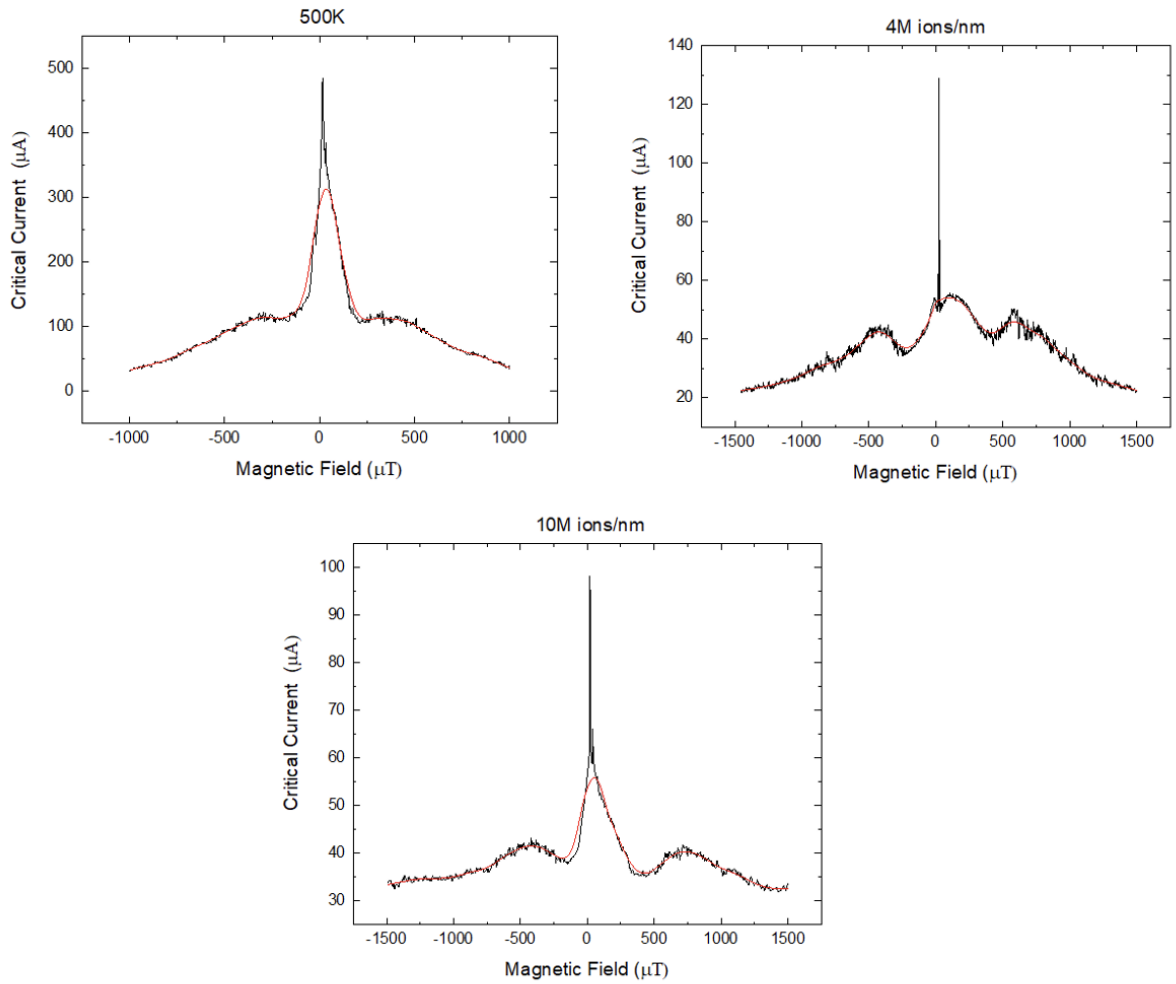 500K
500
400
300
200
100
0
Critical Current (μA)
-1000 -500 0 500 1000
Magnetic Field (μT)
4M ions/nm
140
120
100
80
60
40
20
Critical Current (μA)
-1500 -1000 -500 0 500 1000 1500
Magnetic Field (μT)
10M ions/nm
100
90
80
70
60
50
40
30
Critical Current (μA)
-1500 -1000 -500 0 500 1000 1500
Magnetic Field (μT)